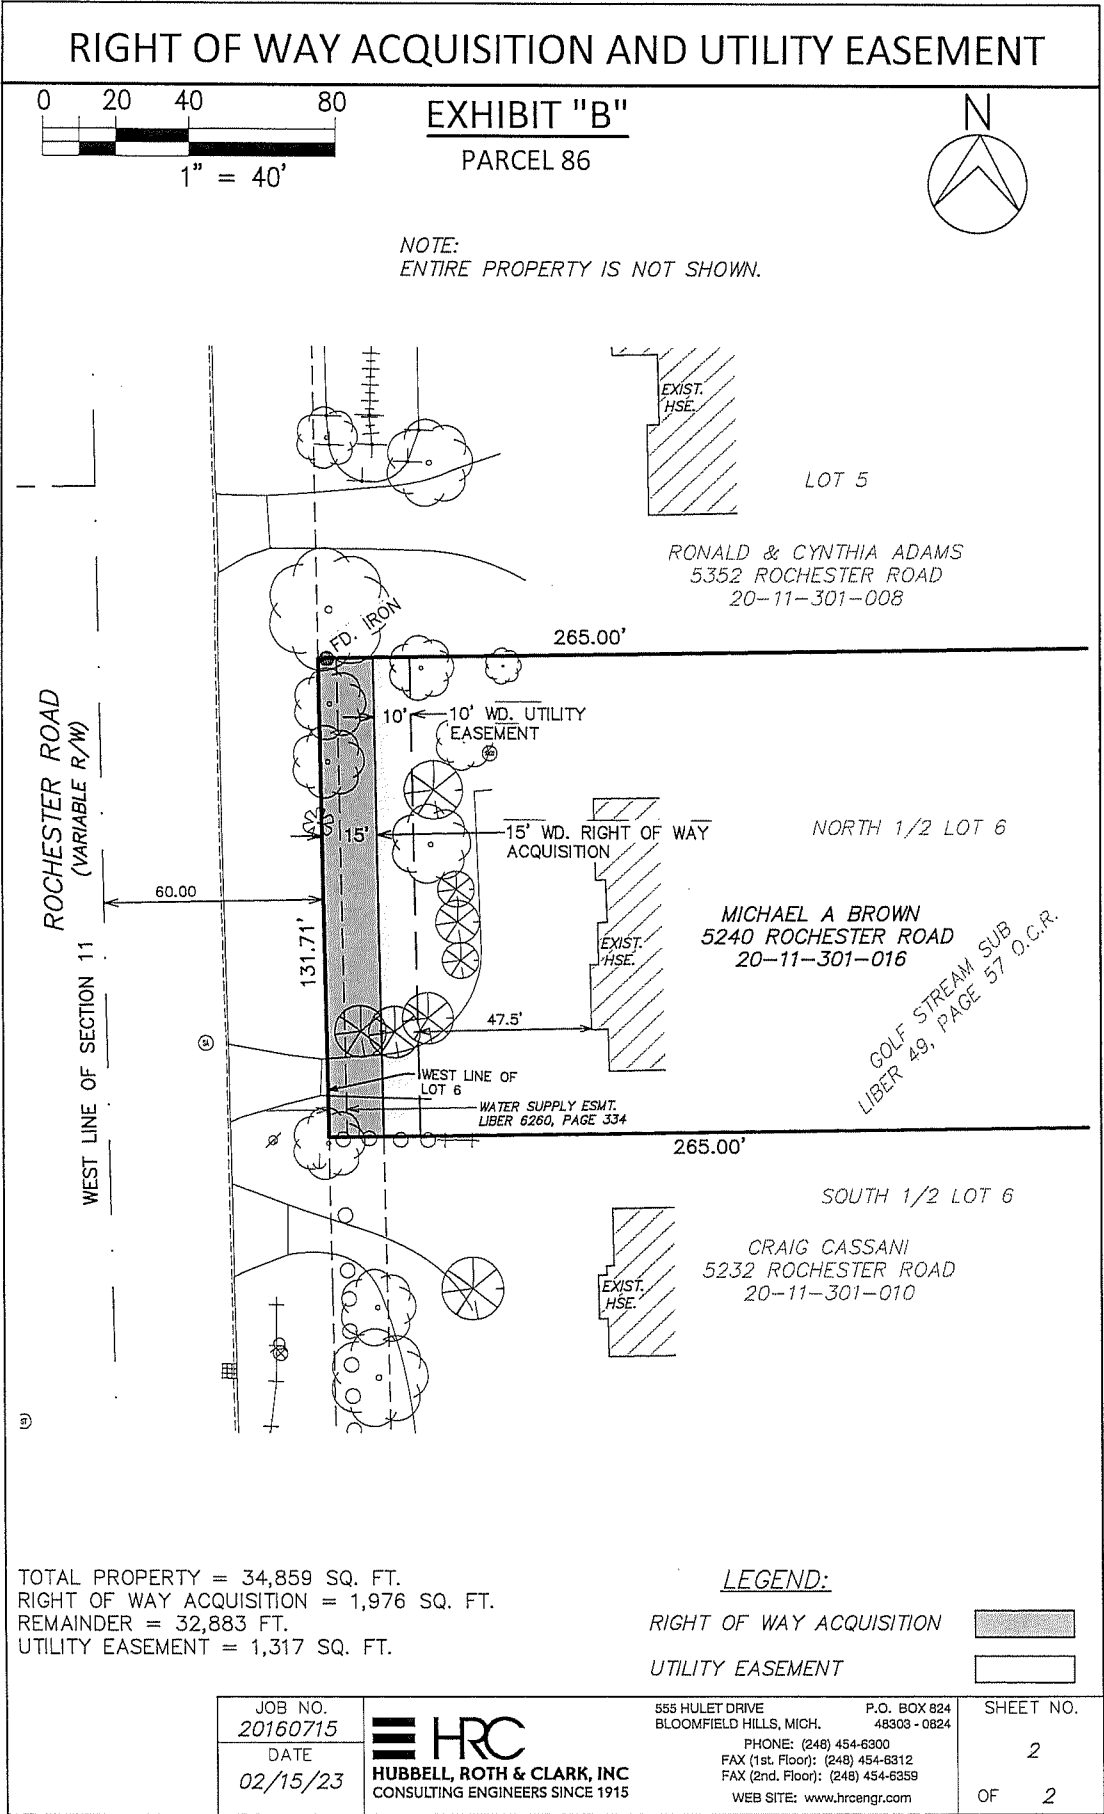 RIGHT OF WAY ACQUISITION AND UTILITY EASEMENT
0 20 40 80
1" = 40'
EXHIBIT "B"
PARCEL 86
N
NOTE:
ENTIRE PROPERTY IS NOT SHOWN.
EXIST.
HSE.
LOT 5
RONALD & CYNTHIA ADAMS
5352 ROCHESTER ROAD
20-11-301-008
FD. IRON
265.00'
ROCHESTER ROAD
(VARIABLE R/W)
10'
10' WD. UTILITY
EASEMENT
15'
15' WD. RIGHT OF WAY
ACQUISITION
NORTH 1/2 LOT 6
60.00
131.71'
MICHAEL A BROWN
5240 ROCHESTER ROAD
20-11-301-016
EXIST.
HSE.
GOLF STREAM SUB
LIBER 49, PAGE 57 O.C.R.
WEST LINE OF SECTION 11
47.5'
WEST LINE OF
LOT 6
WATER SUPPLY ESMT.
LIBER 6260, PAGE 334
265.00'
SOUTH 1/2 LOT 6
CRAIG CASSANI
5232 ROCHESTER ROAD
20-11-301-010
EXIST.
HSE.
TOTAL PROPERTY = 34,859 SQ. FT.
RIGHT OF WAY ACQUISITION = 1,976 SQ. FT.
REMAINDER = 32,883 FT.
UTILITY EASEMENT = 1,317 SQ. FT.
LEGEND:
RIGHT OF WAY ACQUISITION
UTILITY EASEMENT
JOB NO.
20160715
DATE
02/15/23
HRC
HUBBELL, ROTH & CLARK, INC
CONSULTING ENGINEERS SINCE 1915
555 HULET DRIVE P.O. BOX 824
BLOOMFIELD HILLS, MICH. 48303 - 0824
PHONE: (248) 454-6300
FAX (1st. Floor): (248) 454-6312
FAX (2nd. Floor): (248) 454-6359
WEB SITE: www.hrcengr.com
SHEET NO.
2
OF 2